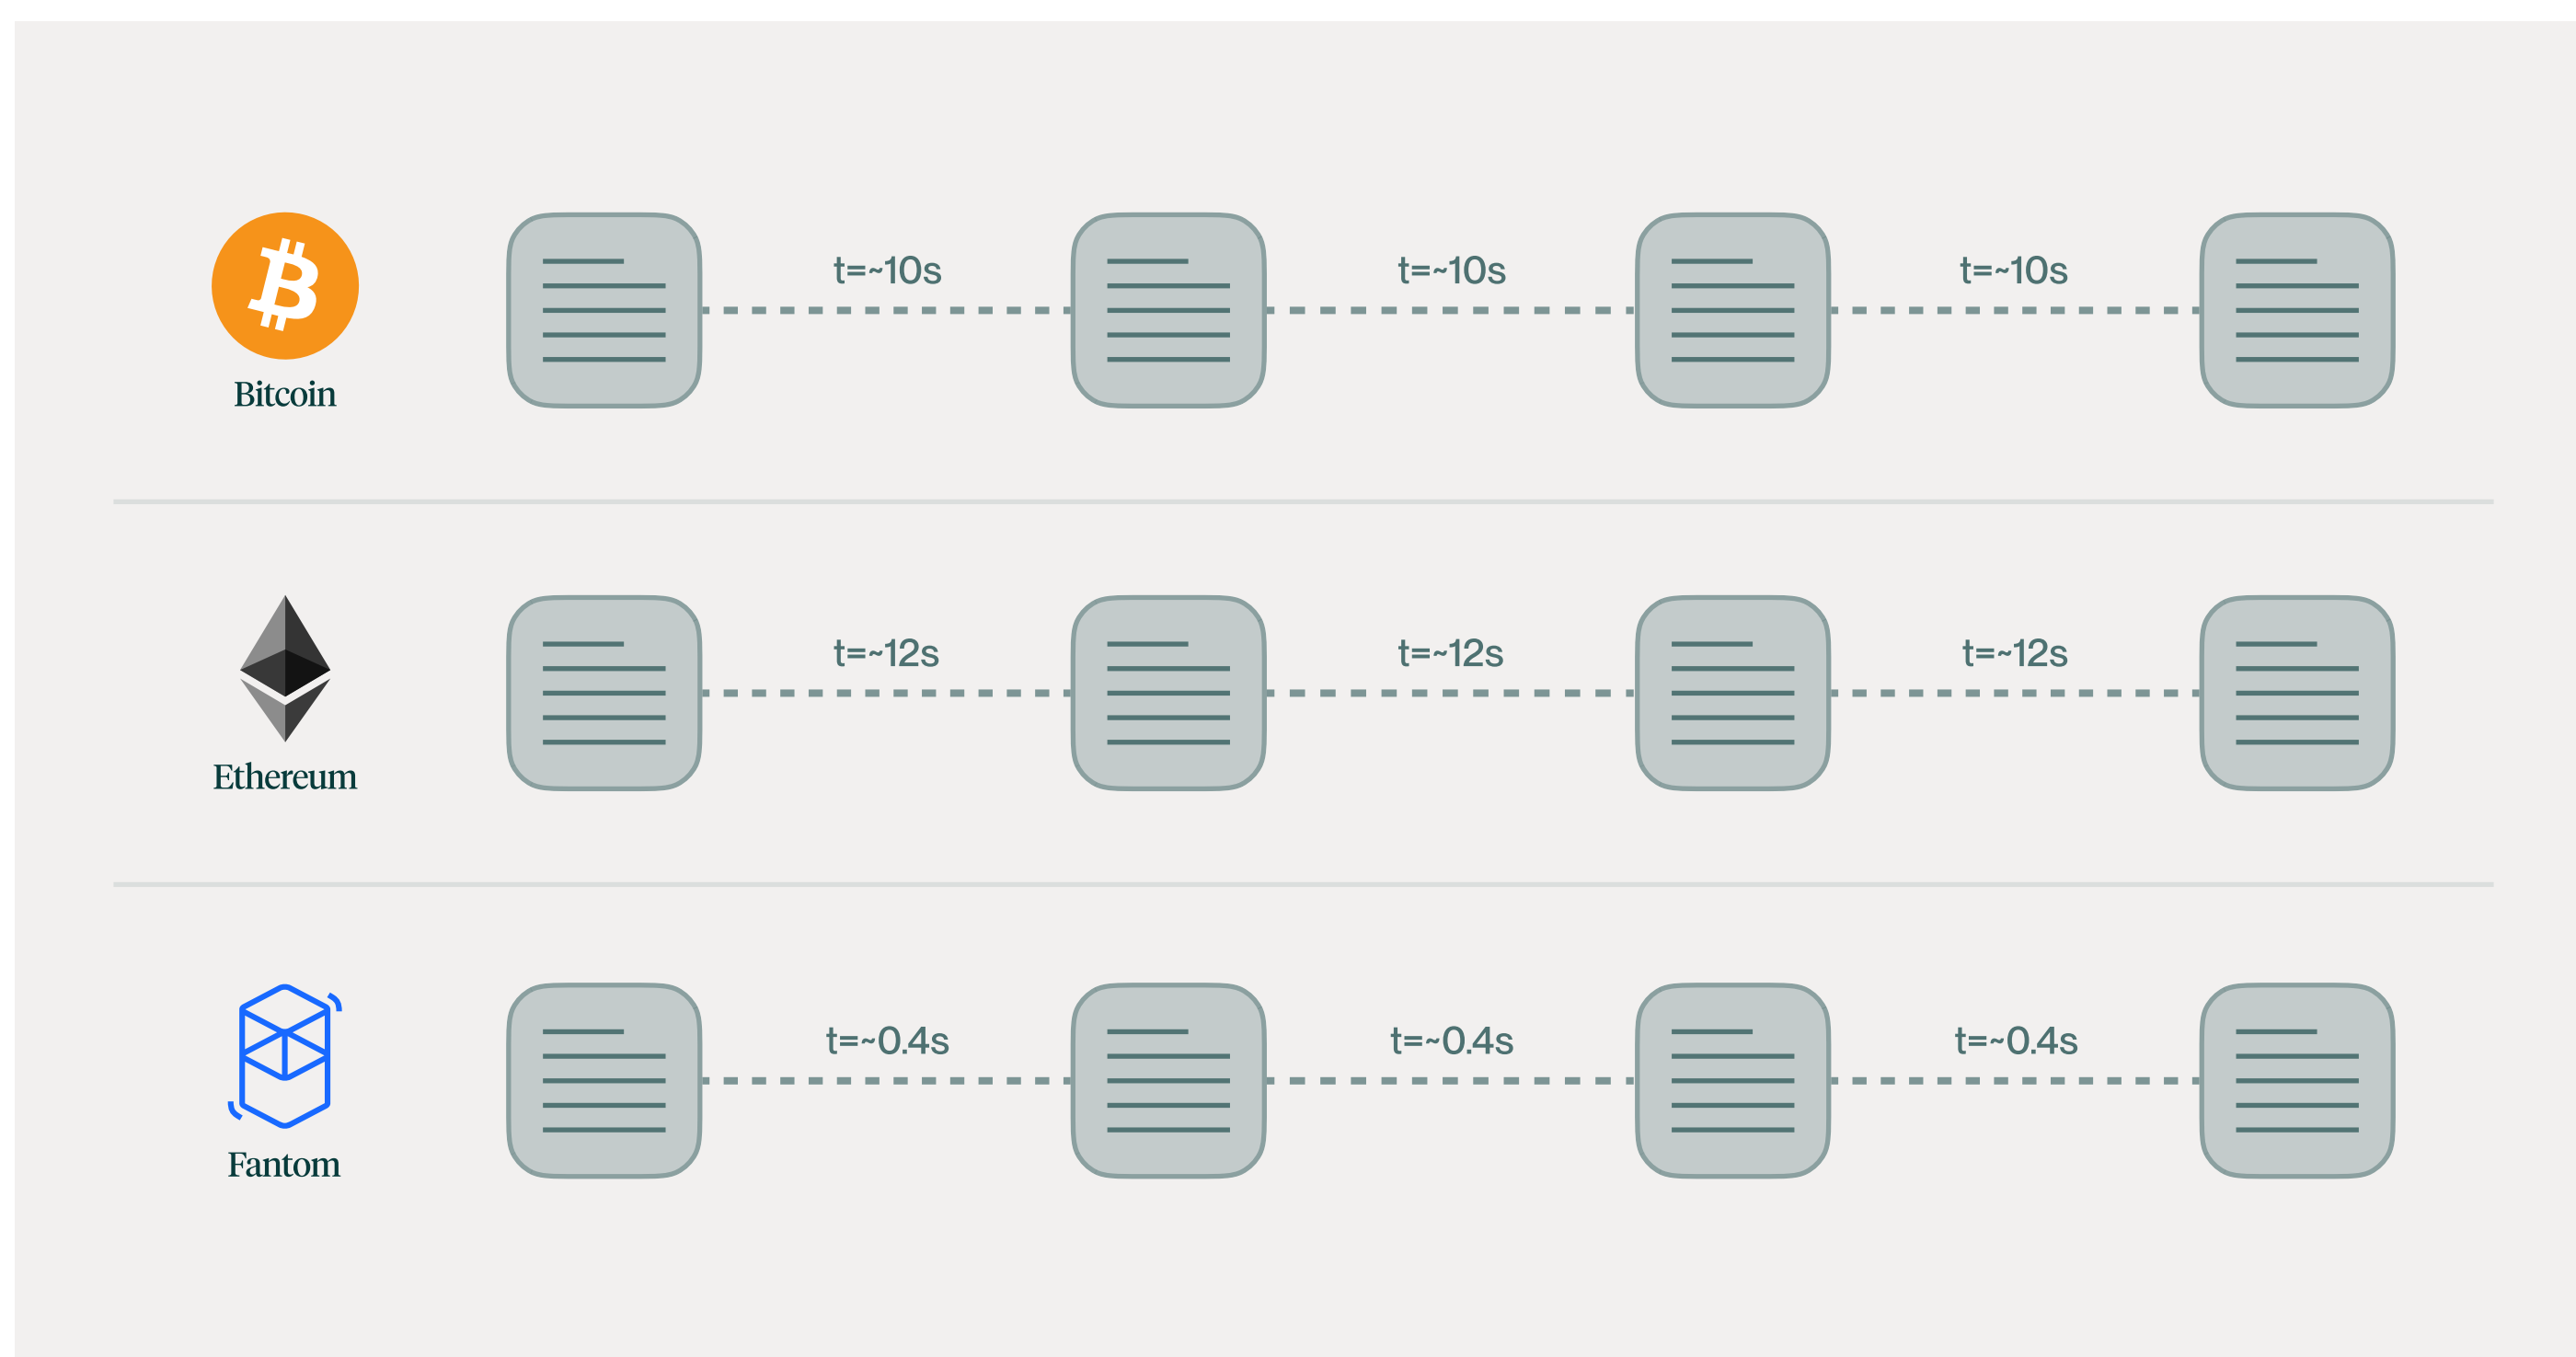 t=~10s t=~10s t=~10s
Bitcoin
t=~12s t=~12s t=~12s
Ethereum
t=~0.4s t=~0.4s t=~0.4s
Fantom